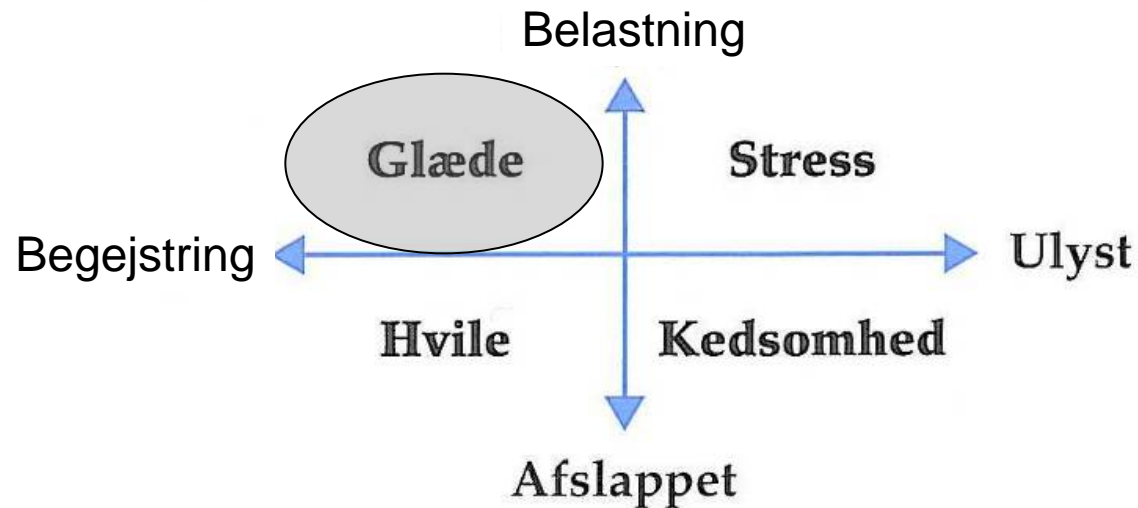 Belastning
Glæde Stress
Begejstring Ulyst
Hvile Kedsomhed
Afslappet